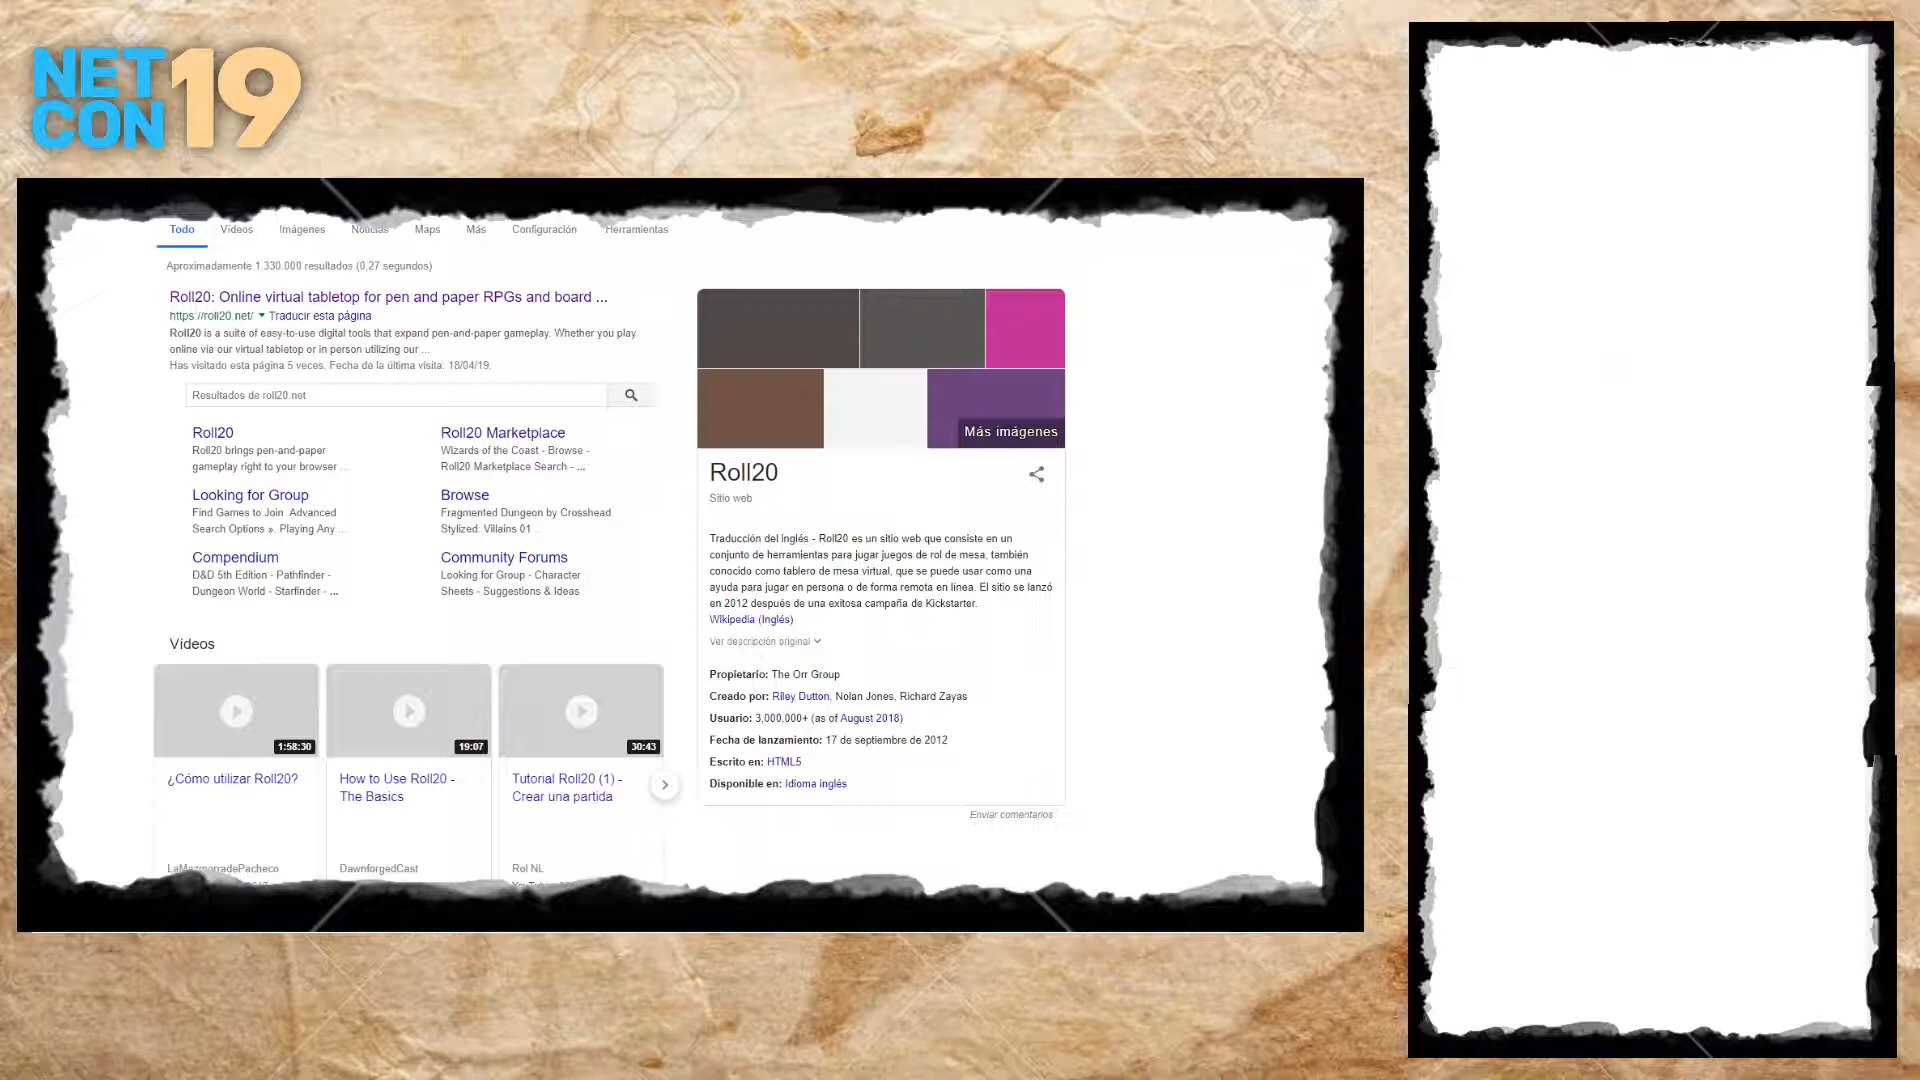 NET
CON 19
Todo Vídeos Imágenes Noticias Maps Más Configuración Herramientas
Aproximadamente 1.330.000 resultados (0,27 segundos)
Roll20: Online virtual tabletop for pen and paper RPGs and board ...
https://roll20.net/ Traducir esta página
Roll20 is a suite of easy-to-use digital tools that expand pen-and-paper gameplay. Whether you play
online via our virtual tabletop or in person utilizing our ...
Has visitado esta página 5 veces. Fecha de la última visita: 18/04/19.
Resultados de roll20.net
Roll20
Roll20 brings pen-and-paper
gameplay right to your browser ...
Roll20 Marketplace
Wizards of the Coast - Browse -
Roll20 Marketplace Search - ...
Looking for Group
Find Games to Join. Advanced
Search Options ». Playing Any ...
Browse
Fragmented Dungeon by Crosshead
Stylized: Villains 01 ...
Compendium
D&D 5th Edition - Pathfinder -
Dungeon World - Starfinder - ...
Community Forums
Looking for Group - Character
Sheets - Suggestions & Ideas
Vídeos
1:58:30
¿Cómo utilizar Roll20?
LaMazmorradePacheco
19:07
How to Use Roll20 -
The Basics
DawnforgedCast
30:43
Tutorial Roll20 (1) -
Crear una partida
Rol NL
Más imágenes
Roll20
Sitio web
Traducción del inglés - Roll20 es un sitio web que consiste en un
conjunto de herramientas para jugar juegos de rol de mesa, también
conocido como tablero de mesa virtual, que se puede usar como una
ayuda para jugar en persona o de forma remota en línea. El sitio se lanzó
en 2012 después de una exitosa campaña de Kickstarter.
Wikipedia (Inglés)
Ver descripción original
Propietario: The Orr Group
Creado por: Riley Dutton, Nolan Jones, Richard Zayas
Usuario: 3,000,000+ (as of August 2018)
Fecha de lanzamiento: 17 de septiembre de 2012
Escrito en: HTML5
Disponible en: Idioma inglés
Enviar comentarios